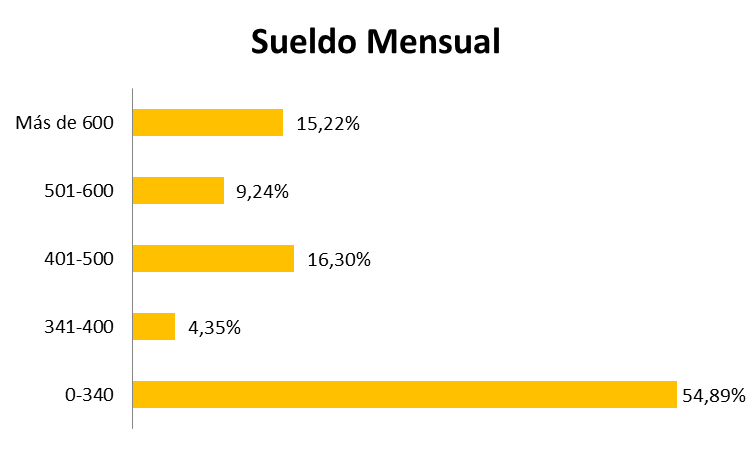 Sueldo Mensual
Más de 600 15,22%
501-600 9,24%
401-500 16,30%
341-400 4,35%
0-340 54,89%